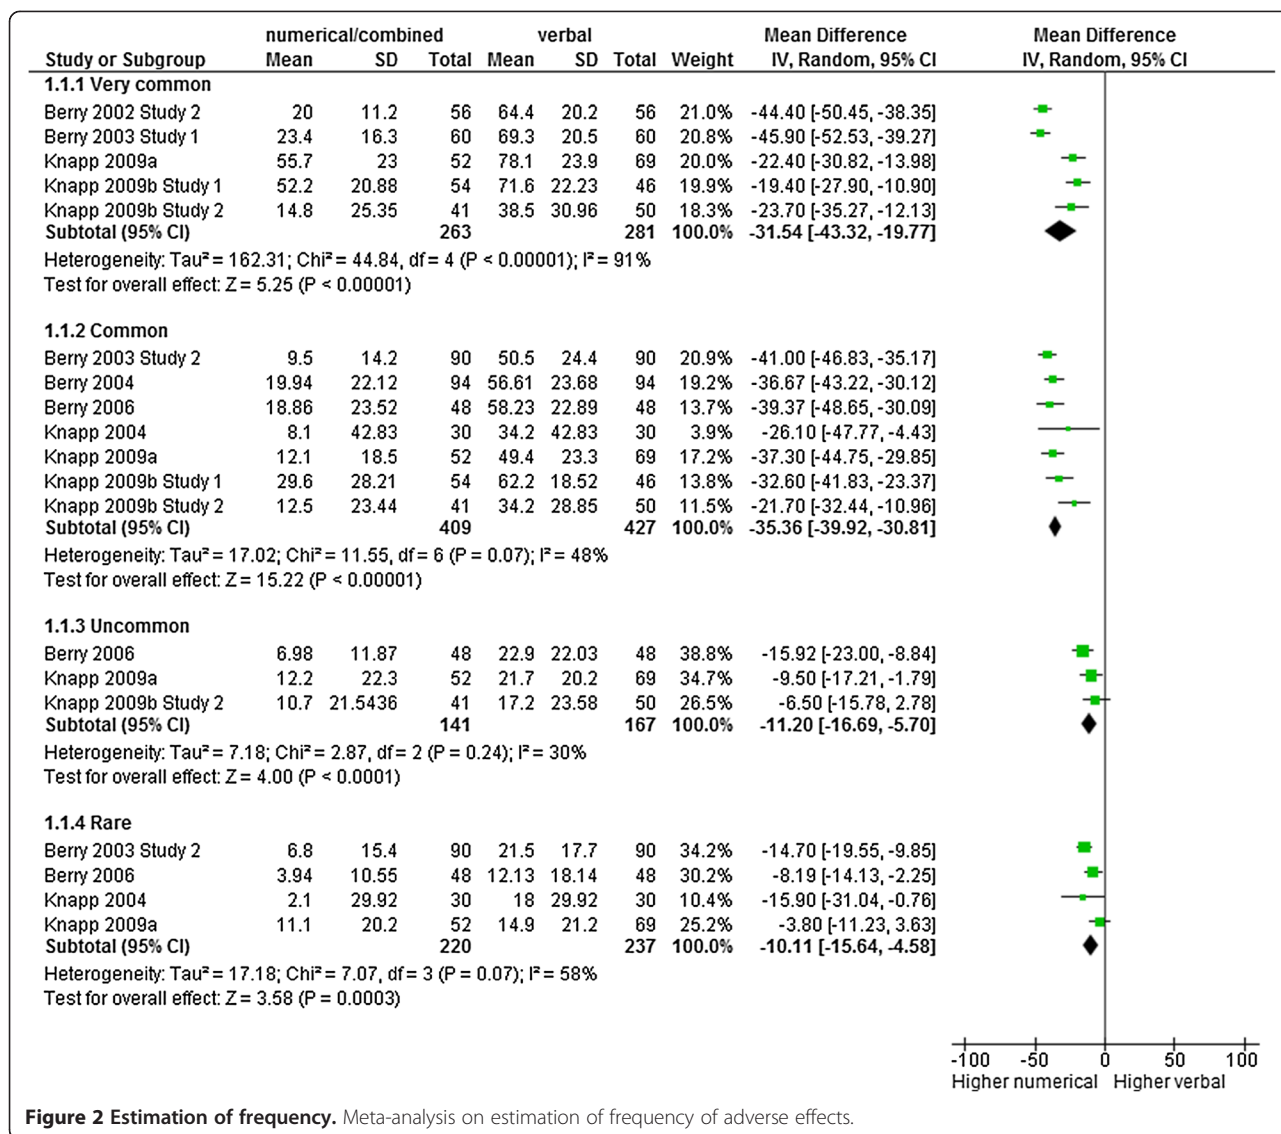 numerical/combined verbal Mean Difference Mean Difference
Study or Subgroup Mean SD Total Mean SD Total Weight IV, Random, 95% CI IV, Random, 95% CI
1.1.1 Very common
Berry 2002 Study 2 20 11.2 56 64.4 20.2 56 21.0% -44.40 [-50.45, -38.35]
Berry 2003 Study 1 23.4 16.3 60 69.3 20.5 60 20.8% -45.90 [-52.53, -39.27]
Knapp 2009a 55.7 23 52 78.1 23.9 69 20.0% -22.40 [-30.82, -13.98]
Knapp 2009b Study 1 52.2 20.88 54 71.6 22.23 46 19.9% -19.40 [-27.90, -10.90]
Knapp 2009b Study 2 14.8 25.35 41 38.5 30.96 50 18.3% -23.70 [-35.27, -12.13]
Subtotal (95% CI) 263 281 100.0% -31.54 [-43.32, -19.77]
Heterogeneity: Tau² = 162.31; Chi² = 44.84, df = 4 (P < 0.00001); I² = 91%
Test for overall effect: Z = 5.25 (P < 0.00001)
1.1.2 Common
Berry 2003 Study 2 9.5 14.2 90 50.5 24.4 90 20.9% -41.00 [-46.83, -35.17]
Berry 2004 19.94 22.12 94 56.61 23.68 94 19.2% -36.67 [-43.22, -30.12]
Berry 2006 18.86 23.52 48 58.23 22.89 48 13.7% -39.37 [-48.65, -30.09]
Knapp 2004 8.1 42.83 30 34.2 42.83 30 3.9% -26.10 [-47.77, -4.43]
Knapp 2009a 12.1 18.5 52 49.4 23.3 69 17.2% -37.30 [-44.75, -29.85]
Knapp 2009b Study 1 29.6 28.21 54 62.2 18.52 46 13.8% -32.60 [-41.83, -23.37]
Knapp 2009b Study 2 12.5 23.44 41 34.2 28.85 50 11.5% -21.70 [-32.44, -10.96]
Subtotal (95% CI) 409 427 100.0% -35.36 [-39.92, -30.81]
Heterogeneity: Tau² = 17.02; Chi² = 11.55, df = 6 (P = 0.07); I² = 48%
Test for overall effect: Z = 15.22 (P < 0.00001)
1.1.3 Uncommon
Berry 2006 6.98 11.87 48 22.9 22.03 48 38.8% -15.92 [-23.00, -8.84]
Knapp 2009a 12.2 22.3 52 21.7 20.2 69 34.7% -9.50 [-17.21, -1.79]
Knapp 2009b Study 2 10.7 21.5436 41 17.2 23.58 50 26.5% -6.50 [-15.78, 2.78]
Subtotal (95% CI) 141 167 100.0% -11.20 [-16.69, -5.70]
Heterogeneity: Tau² = 7.18; Chi² = 2.87, df = 2 (P = 0.24); I² = 30%
Test for overall effect: Z = 4.00 (P < 0.0001)
1.1.4 Rare
Berry 2003 Study 2 6.8 15.4 90 21.5 17.7 90 34.2% -14.70 [-19.55, -9.85]
Berry 2006 3.94 10.55 48 12.13 18.14 48 30.2% -8.19 [-14.13, -2.25]
Knapp 2004 2.1 29.92 30 18 29.92 30 10.4% -15.90 [-31.04, -0.76]
Knapp 2009a 11.1 20.2 52 14.9 21.2 69 25.2% -3.80 [-11.23, 3.63]
Subtotal (95% CI) 220 237 100.0% -10.11 [-15.64, -4.58]
Heterogeneity: Tau² = 17.18; Chi² = 7.07, df = 3 (P = 0.07); I² = 58%
Test for overall effect: Z = 3.58 (P = 0.0003)
-100 -50 0 50 100
Higher numerical Higher verbal
Figure 2 Estimation of frequency. Meta-analysis on estimation of frequency of adverse effects.